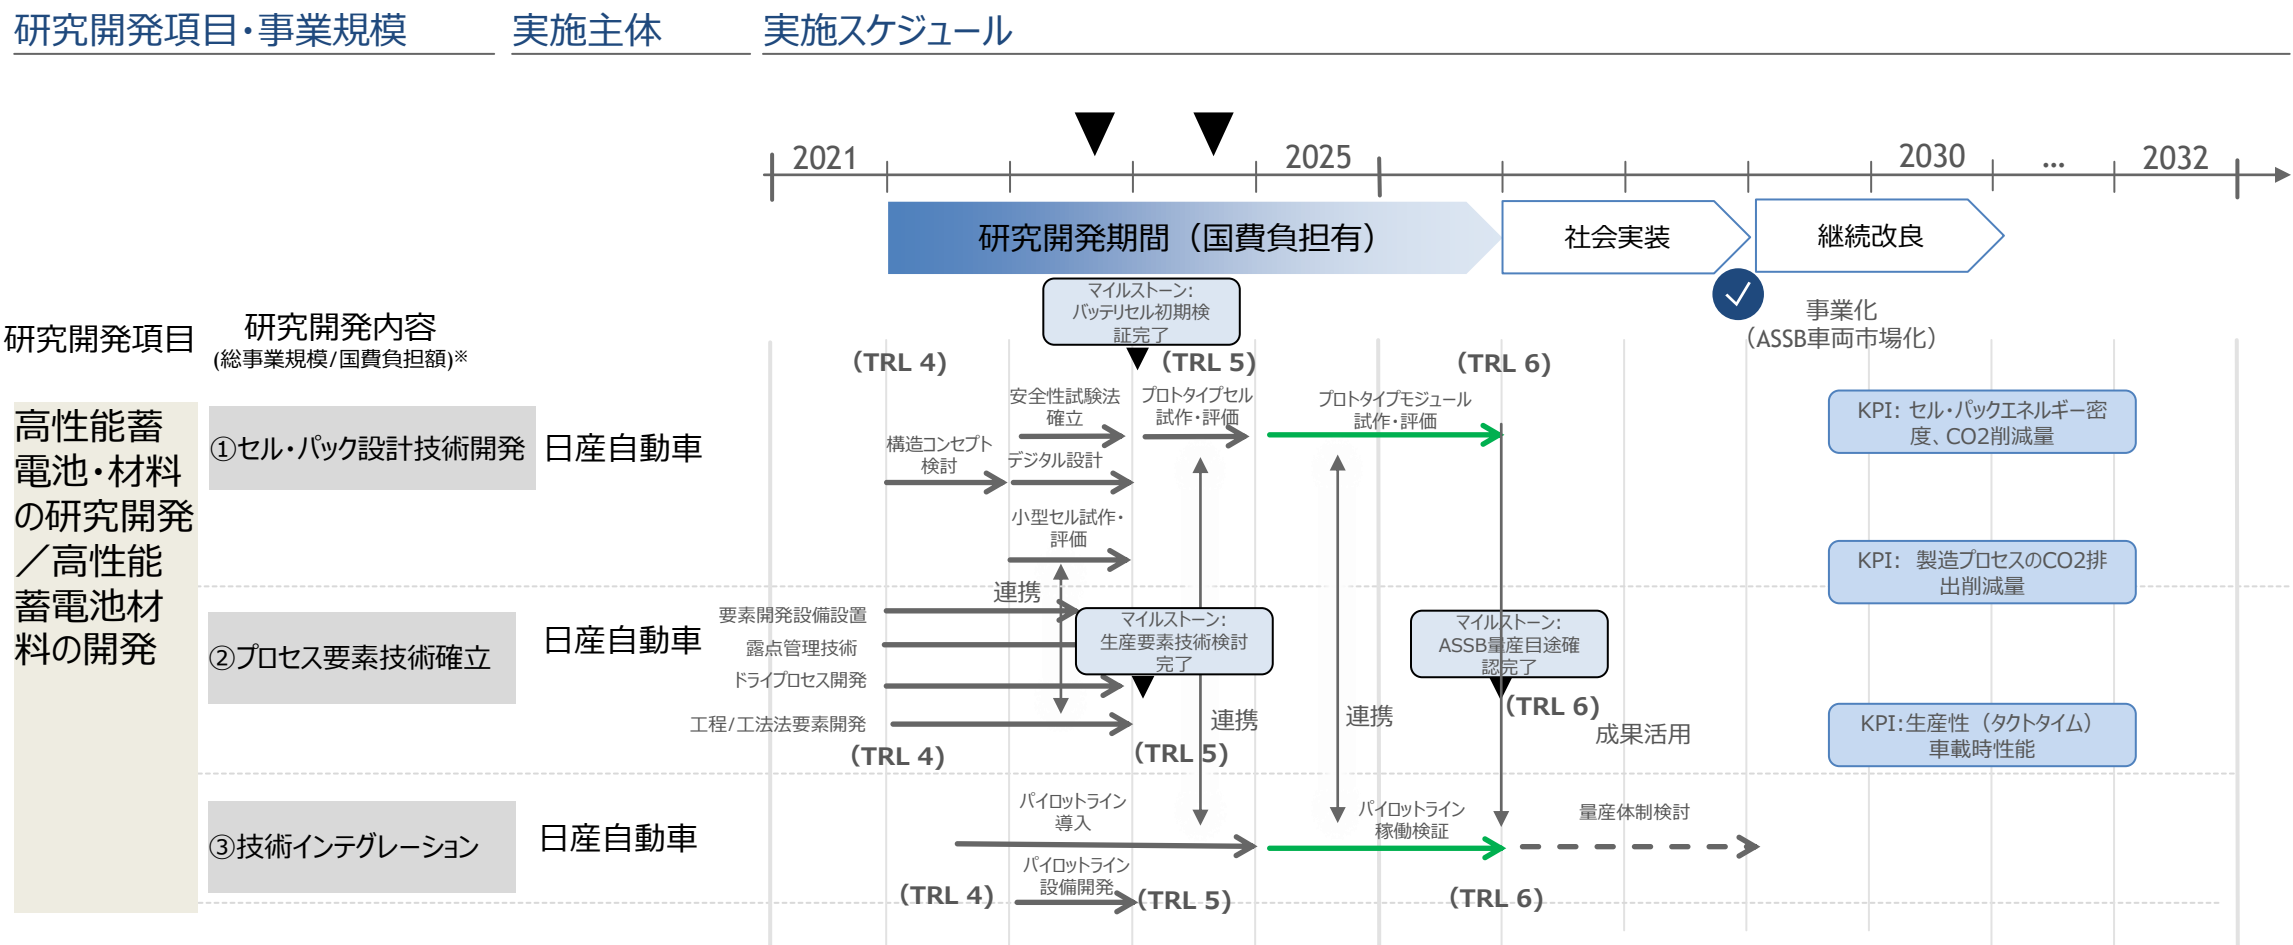 研究開発項目・事業規模
実施主体
実施スケジュール
2021
2025
2030
...
2032
研究開発期間（国費負担有）
社会実装
継続改良
事業化
（ASSB車両市場化）
研究開発項目
研究開発内容
(総事業規模/国費負担額)※
マイルストーン:
バッテリセル初期検
証完了
（TRL 4）
（TRL 5）
（TRL 6）
高性能蓄
電池・材料
の研究開発
／高性能
蓄電池材
料の開発
①セル・パック設計技術開発
日産自動車
構造コンセプト
検討
安全性試験法
確立
デジタル設計
小型セル試作・
評価
プロトタイプセル
試作・評価
プロトタイプモジュール
試作・評価
KPI: セル・パックエネルギー密
度、CO2削減量
KPI: 製造プロセスのCO2排
出削減量
②プロセス要素技術確立
日産自動車
連携
要素開発設備設置
露点管理技術
ドライプロセス開発
工程/工法法要素開発
（TRL 4）
マイルストーン:
生産要素技術検討
完了
（TRL 5）
連携
連携
マイルストーン:
ASSB量産目途確
認完了
（TRL 6）
成果活用
KPI:生産性（タクトタイム）
車載時性能
③技術インテグレーション
日産自動車
パイロットライン
導入
パイロットライン
設備開発
パイロットライン
稼働検証
量産体制検討
（TRL 4）
（TRL 5）
（TRL 6）